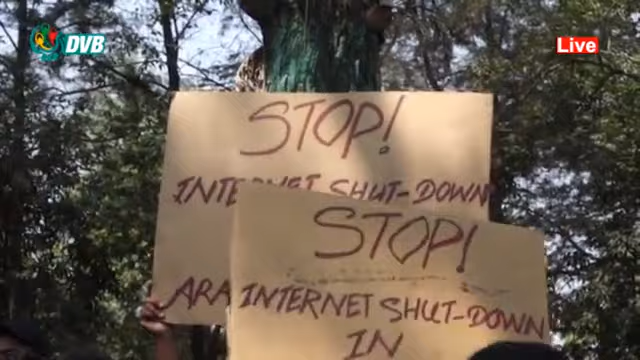 DVB
Live
STOP!
INTERNET SHUT-DOWN
ARA
STOP!
INTERNET SHUT-DOWN
IN